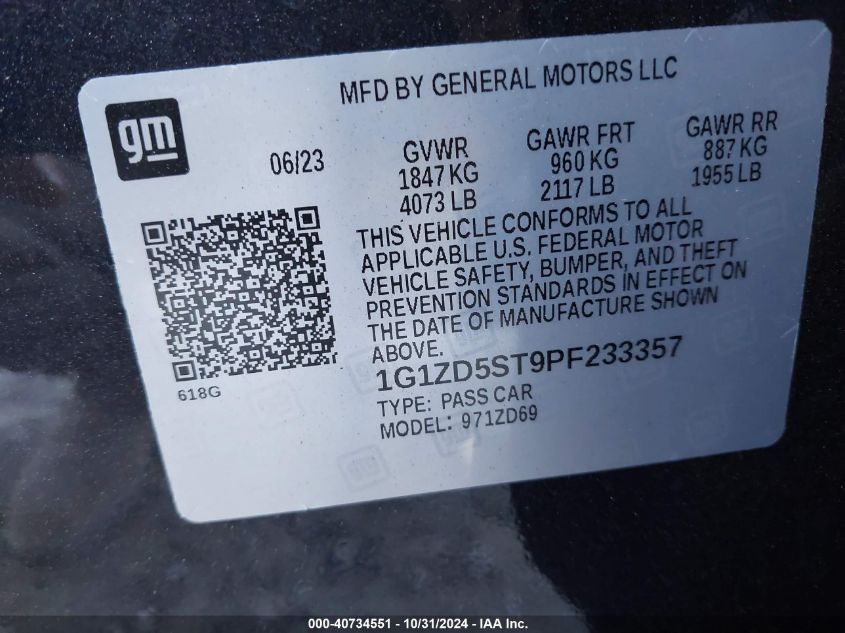 MFD BY GENERAL MOTORS LLC
gm
06/23
GVWR
1847 KG
4073 LB
GAWR FRT
960 KG
2117 LB
GAWR RR
887 KG
1955 LB
THIS VEHICLE CONFORMS TO ALL
APPLICABLE U.S. FEDERAL MOTOR
VEHICLE SAFETY, BUMPER, AND THEFT
PREVENTION STANDARDS IN EFFECT ON
THE DATE OF MANUFACTURE SHOWN
ABOVE.
618G
1G1ZD5ST9PF233357
TYPE: PASS CAR
MODEL: 971ZD69
000-40734551 - 10/31/2024 - IAA Inc.